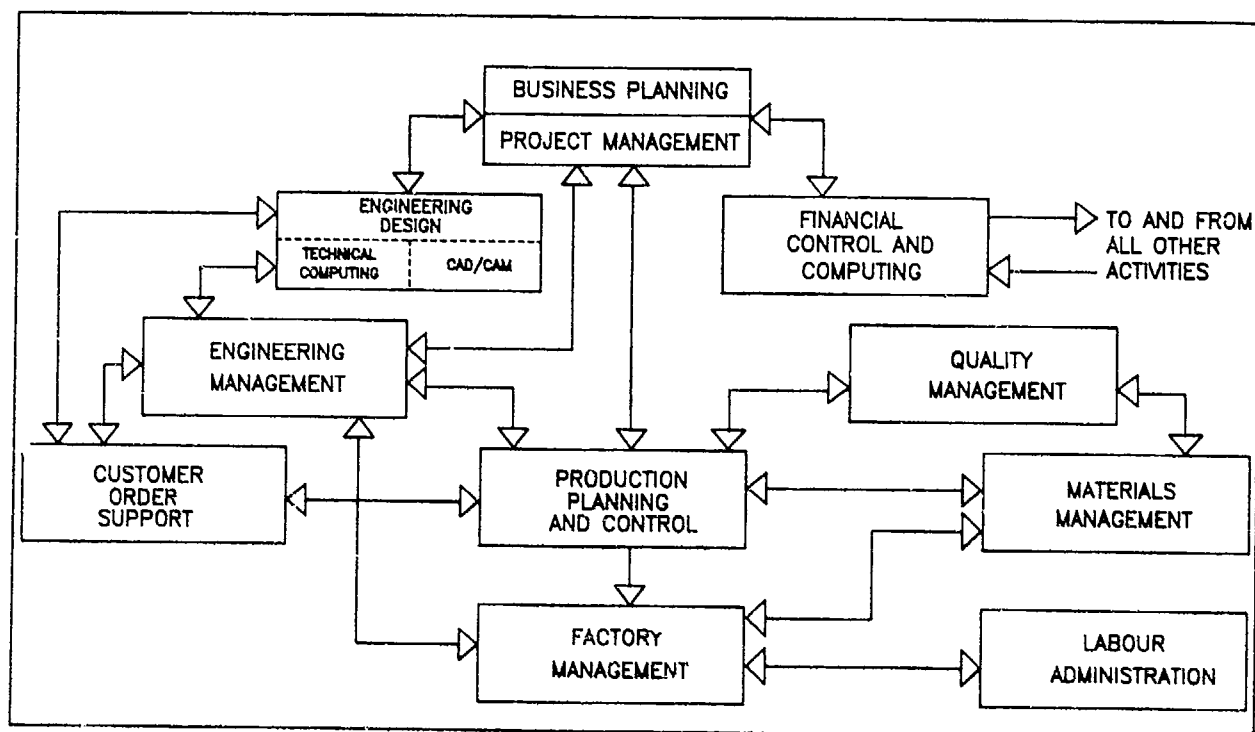 BUSINESS PLANNING
PROJECT MANAGEMENT
ENGINEERING
DESIGN
TECHNICAL
COMPUTING
CAD/CAM
FINANCIAL
CONTROL AND
COMPUTING
TO AND FROM
ALL OTHER
ACTIVITIES
ENGINEERING
MANAGEMENT
QUALITY
MANAGEMENT
CUSTOMER
ORDER
SUPPORT
PRODUCTION
PLANNING
AND CONTROL
MATERIALS
MANAGEMENT
FACTORY
MANAGEMENT
LABOUR
ADMINISTRATION